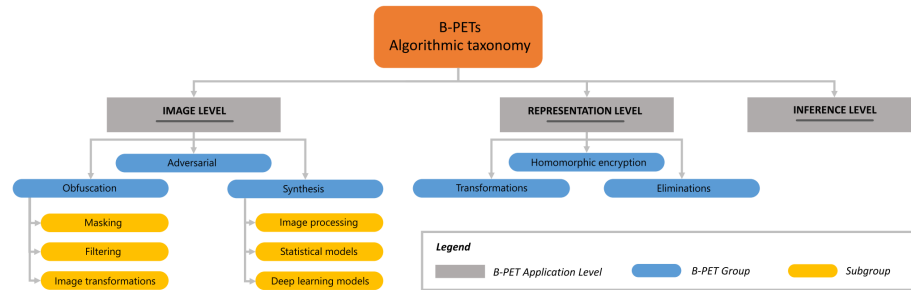 B-PETs
Algorithmic taxonomy
IMAGE LEVEL
REPRESENTATION LEVEL
INFERENCE LEVEL
Adversarial
Homomorphic encryption
Obfuscation
Synthesis
Transformations
Eliminations
Masking
Image processing
Filtering
Statistical models
Image transformations
Deep learning models
Legend
B-PET Application Level
B-PET Group
Subgroup